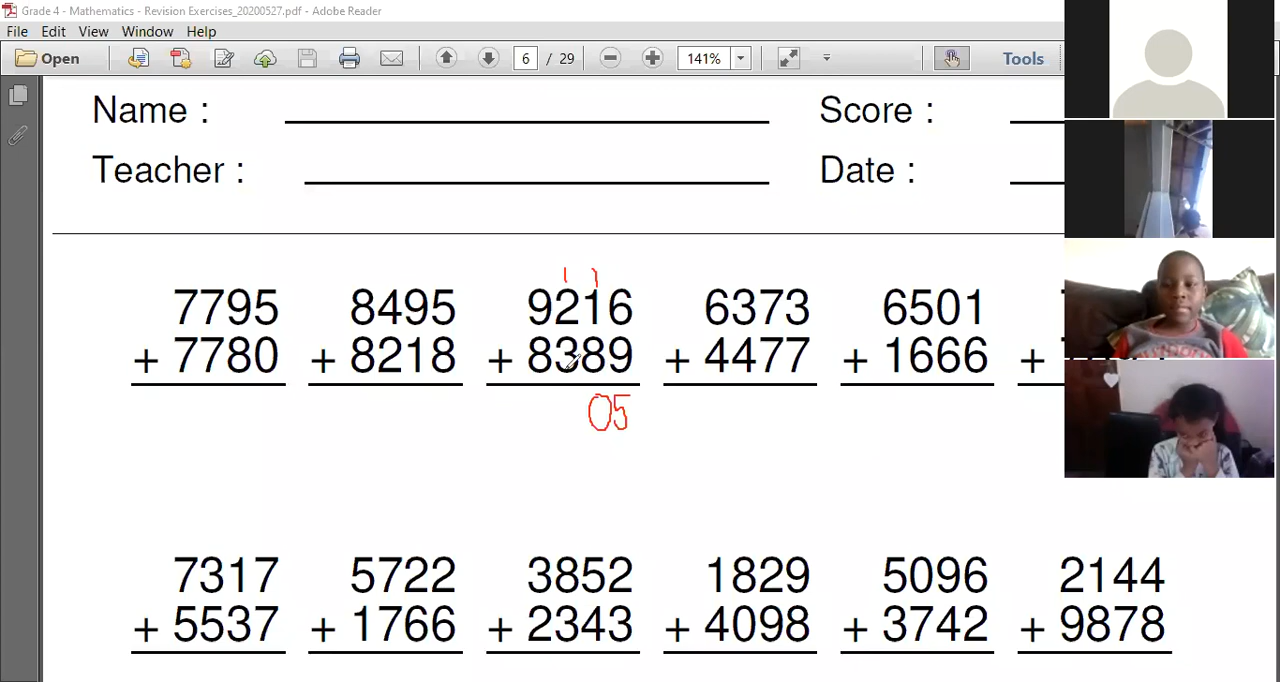 Grade 4 - Mathematics - Revision Exercises_20200527.pdf - Adobe Reader
File Edit View Window Help
Open 6 / 29 141% Tools
Name : Score :
Teacher : Date :
1 1
7795 8495 9216 6373 6501
+ 7780 + 8218 + 8389 + 4477 + 1666 +
05
7317 5722 3852 1829 5096 2144
+ 5537 + 1766 + 2343 + 4098 + 3742 + 9878